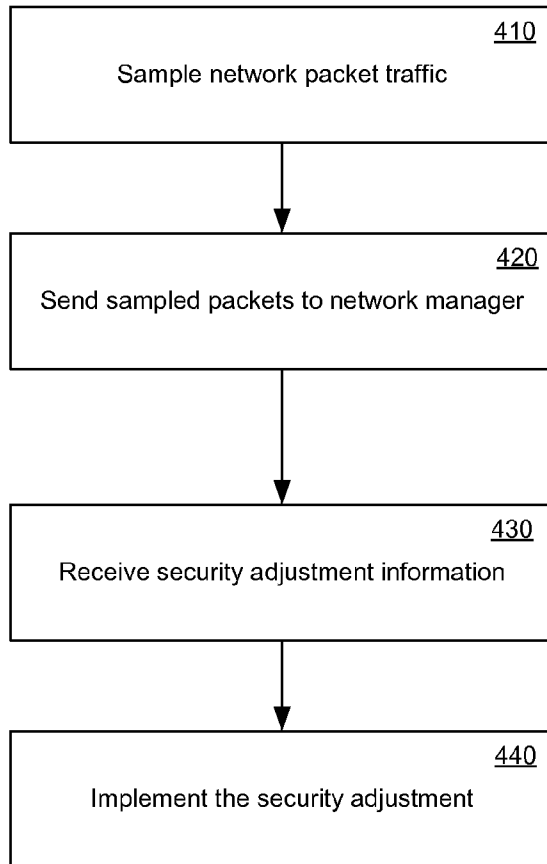 410
Sample network packet traffic
420
Send sampled packets to network manager
430
Receive security adjustment information
440
Implement the security adjustment